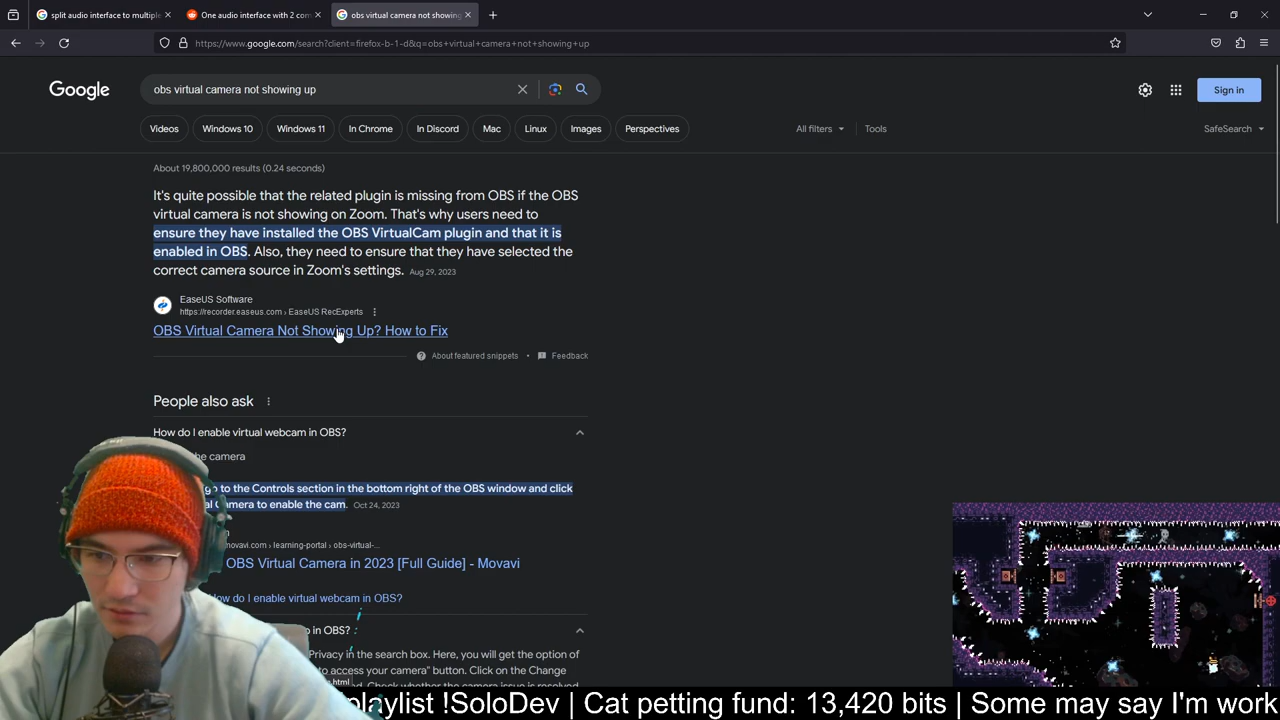 split audio interface to multiple
One audio interface with 2 com
obs virtual camera not showing
https://www.google.com/search?client=firefox-b-1-d&q=obs+virtual+camera+not+showing+up
Google
obs virtual camera not showing up
Sign in
Videos
Windows 10
Windows 11
In Chrome
In Discord
Mac
Linux
Images
Perspectives
All filters
Tools
SafeSearch
About 19,800,000 results (0.24 seconds)
It's quite possible that the related plugin is missing from OBS if the OBS
virtual camera is not showing on Zoom. That's why users need to
ensure they have installed the OBS VirtualCam plugin and that it is
enabled in OBS. Also, they need to ensure that they have selected the
correct camera source in Zoom's settings. Aug 29, 2023
EaseUS Software
https://recorder.easeus.com › EaseUS RecExperts
OBS Virtual Camera Not Showing Up? How to Fix
About featured snippets • Feedback
People also ask
How do I enable virtual webcam in OBS?
the camera
go to the Controls section in the bottom right of the OBS window and click
al Camera to enable the cam. Oct 24, 2023
movavi.com › learning-portal › obs-virtual-...
OBS Virtual Camera in 2023 [Full Guide] - Movavi
ow do I enable virtual webcam in OBS?
o in OBS?
Privacy in the search box. Here, you will get the option of
to access your camera" button. Click on the Change
d. Check whether the camera issue is resolved
playlist !SoloDev | Cat petting fund: 13,420 bits | Some may say I'm work